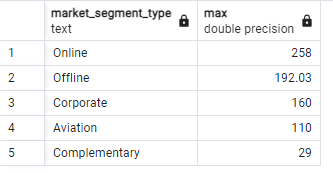 market_segment_type max
text double precision
1 Online 258
2 Offline 192.03
3 Corporate 160
4 Aviation 110
5 Complementary 29